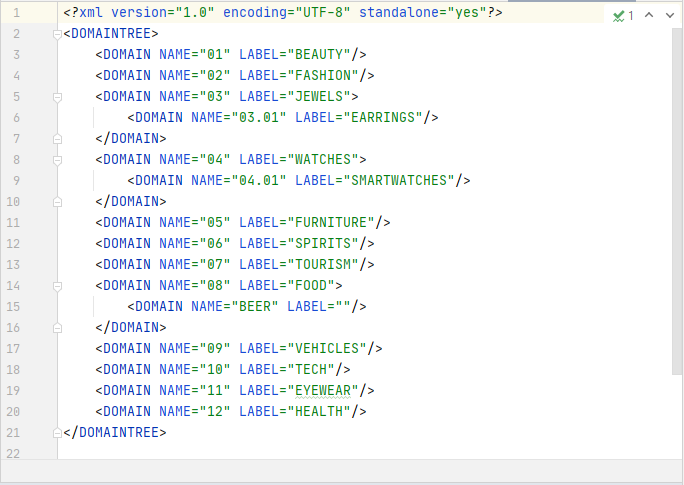 1 <?xml version="1.0" encoding="UTF-8" standalone="yes"?> 1
2 <DOMAINTREE>
3 <DOMAIN NAME="01" LABEL="BEAUTY"/>
4 <DOMAIN NAME="02" LABEL="FASHION"/>
5 <DOMAIN NAME="03" LABEL="JEWELS">
6 <DOMAIN NAME="03.01" LABEL="EARRINGS"/>
7 </DOMAIN>
8 <DOMAIN NAME="04" LABEL="WATCHES">
9 <DOMAIN NAME="04.01" LABEL="SMARTWATCHES"/>
10 </DOMAIN>
11 <DOMAIN NAME="05" LABEL="FURNITURE"/>
12 <DOMAIN NAME="06" LABEL="SPIRITS"/>
13 <DOMAIN NAME="07" LABEL="TOURISM"/>
14 <DOMAIN NAME="08" LABEL="FOOD">
15 <DOMAIN NAME="BEER" LABEL=""/>
16 </DOMAIN>
17 <DOMAIN NAME="09" LABEL="VEHICLES"/>
18 <DOMAIN NAME="10" LABEL="TECH"/>
19 <DOMAIN NAME="11" LABEL="EYEWEAR"/>
20 <DOMAIN NAME="12" LABEL="HEALTH"/>
21 </DOMAINTREE>
22